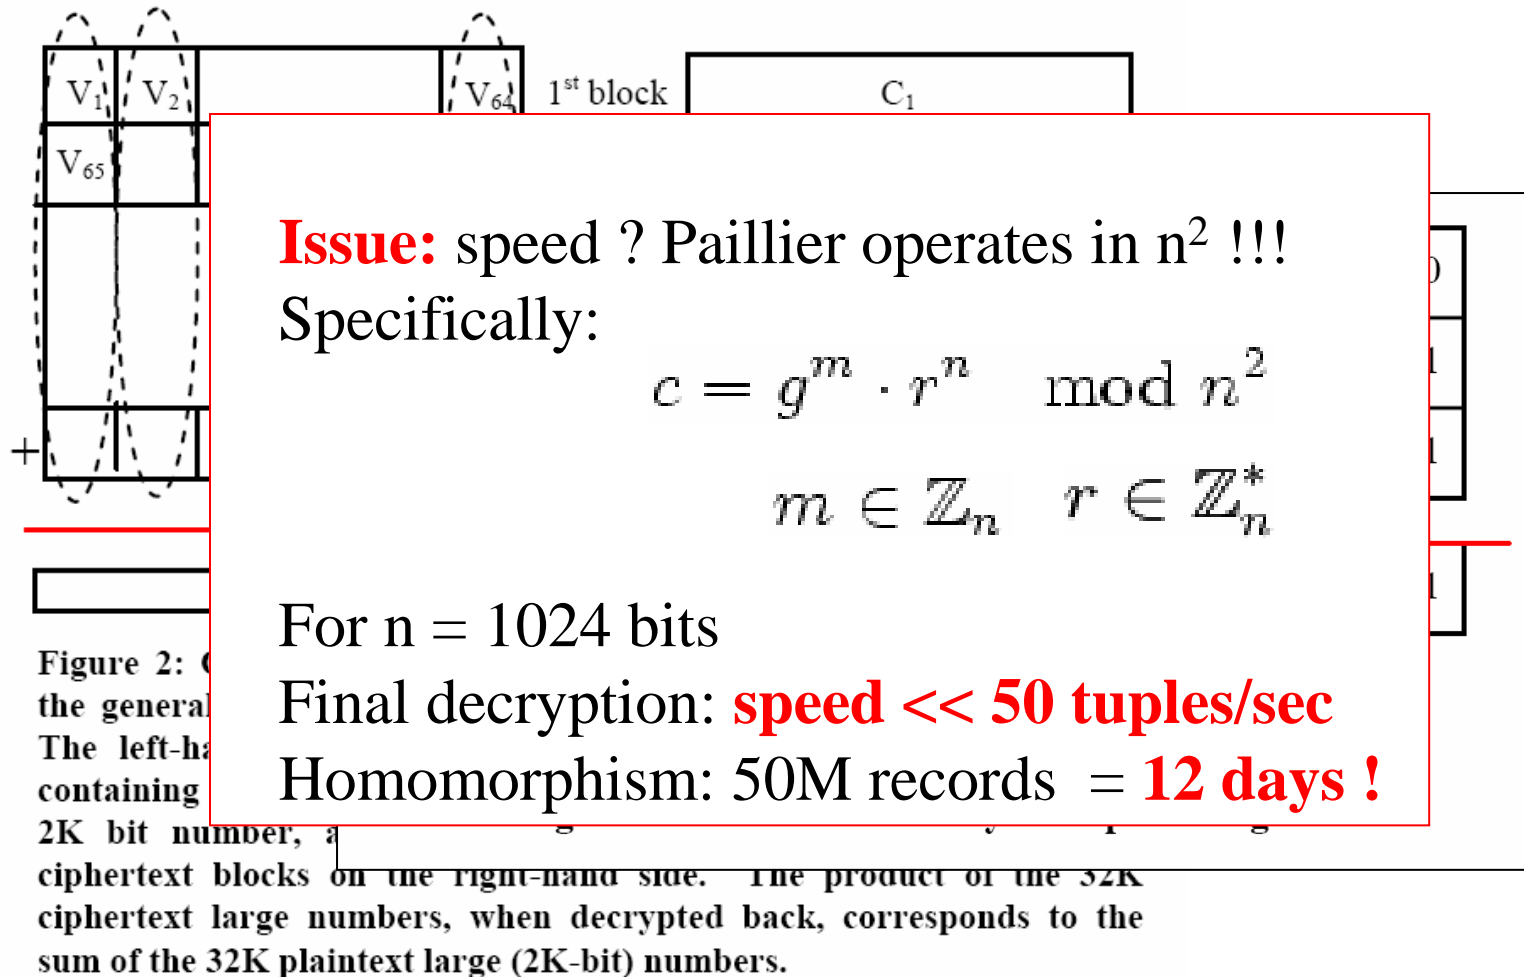 V1 V2 V64 1st block C1
V65
Issue: speed ? Paillier operates in n² !!!
Specifically:
c = g^m · r^n mod n²
m ∈ ℤn r ∈ ℤ*n
+
For n = 1024 bits
Final decryption: speed << 50 tuples/sec
Homomorphism: 50M records = 12 days !
Figure 2:
the general
The left-ha
containing
2K bit number, a
ciphertext blocks on the right-hand side. The product of the 32K
ciphertext large numbers, when decrypted back, corresponds to the
sum of the 32K plaintext large (2K-bit) numbers.